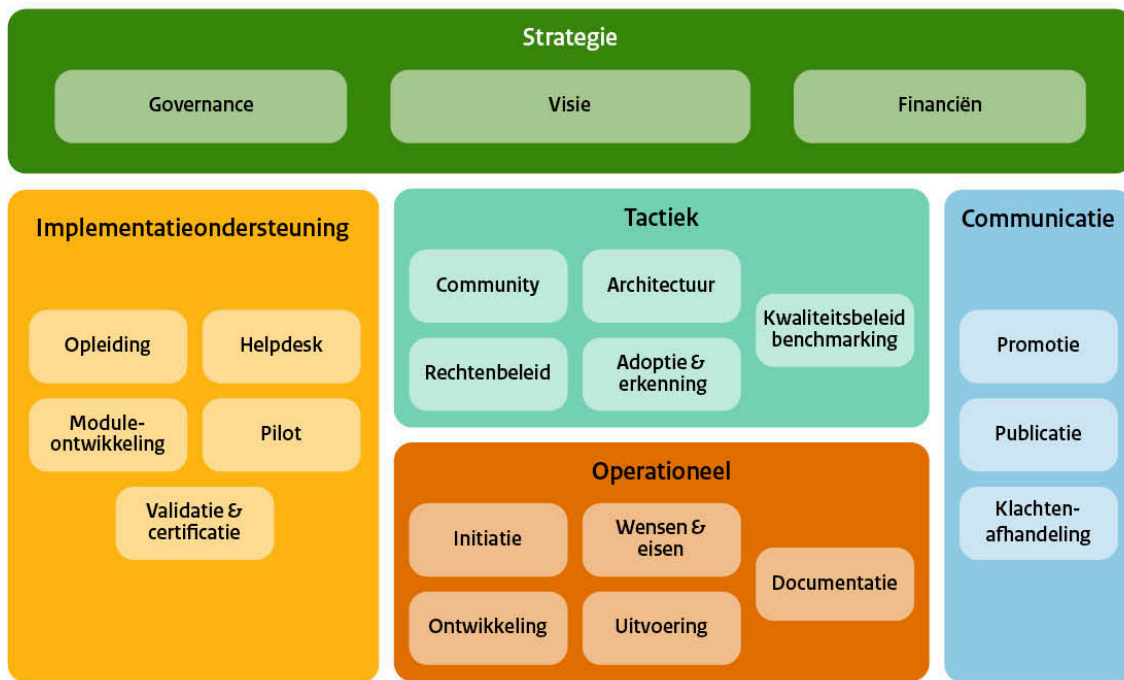 Strategie
Governance
Visie
Financiën
Implementatieondersteuning
Opleiding
Helpdesk
Module-
ontwikkeling
Pilot
Validatie &
certificatie
Tactiek
Community
Architectuur
Rechtenbeleid
Adoptie &
erkenning
Kwaliteitsbeleid
benchmarking
Operationeel
Initiatie
Wensen &
eisen
Ontwikkeling
Uitvoering
Documentatie
Communicatie
Promotie
Publicatie
Klachten-
afhandeling